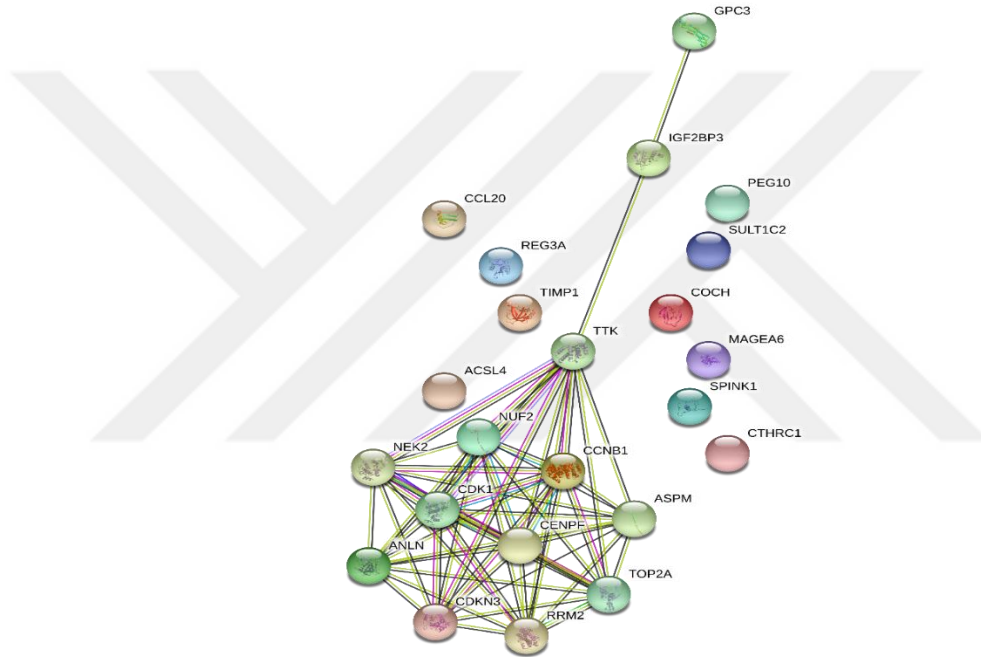 GPC3
IGF2BP3
PEG10
CCL20
SULT1C2
REG3A
TIMP1
COCH
TTK
MAGEA6
ACSL4
SPINK1
NUF2
CTHRC1
NEK2
CCNB1
CDK1
ASPM
CENPF
ANLN
TOP2A
CDKN3
RRM2